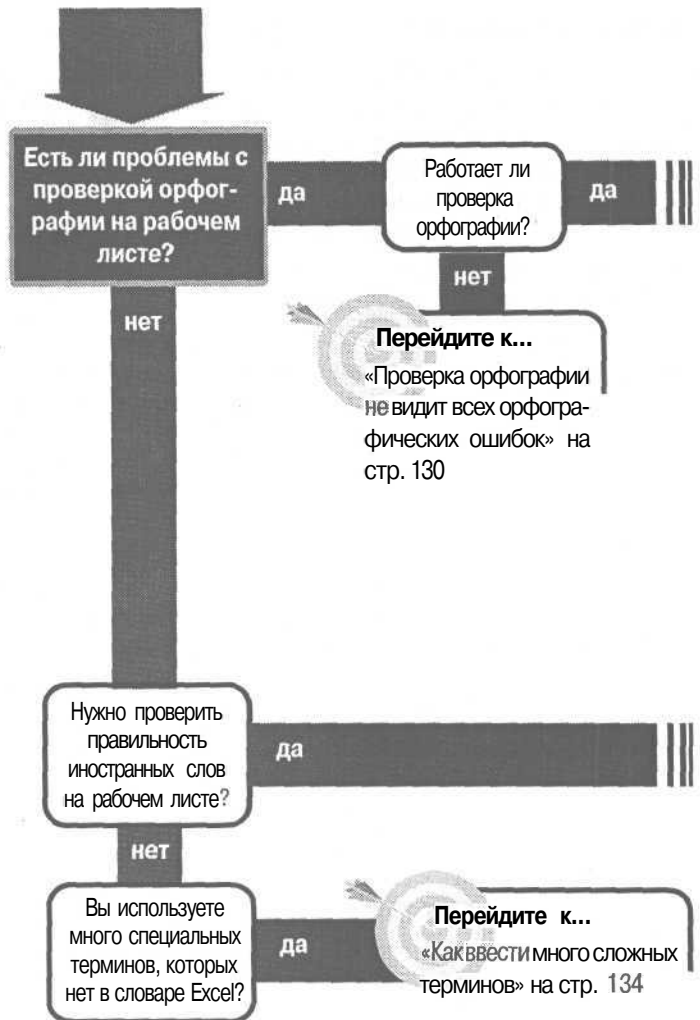 Есть ли проблемы с
проверкой орфог-
рафии на рабочем
листе?
да
Работает ли
проверка
орфографии?
да
нет
нет
Перейдите к...
«Проверка орфографии
не видит всех орфогра-
фических ошибок» на
стр. 130
Нужно проверить
правильность
иностранных слов
на рабочем листе?
да
нет
Вы используете
много специальных
терминов, которых
нет в словаре Excel?
да
Перейдите к...
«Как ввести много сложных
терминов» на стр. 134